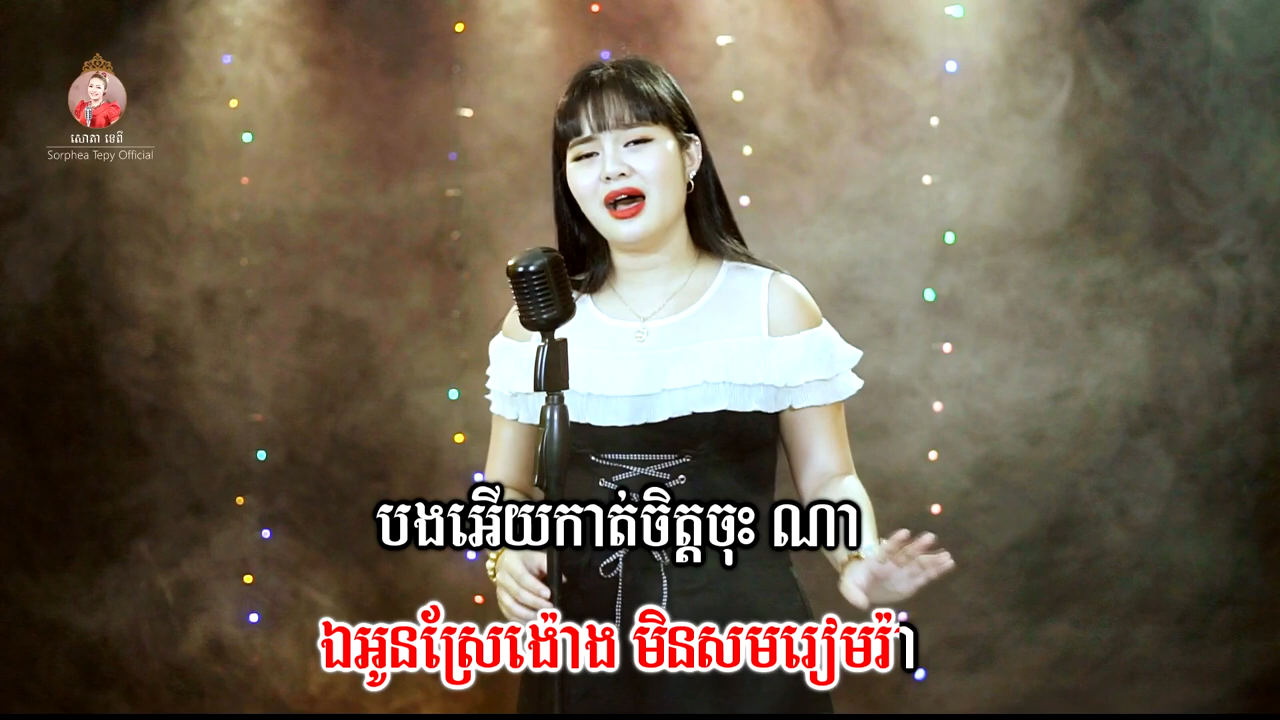 សោភា ទេពី
Sorphea Tepy Official
បងអើយកាត់ចិត្តចុះ ណា
ឯអូនស្រែង៉ោង មិនសមរៀមរ៉ា